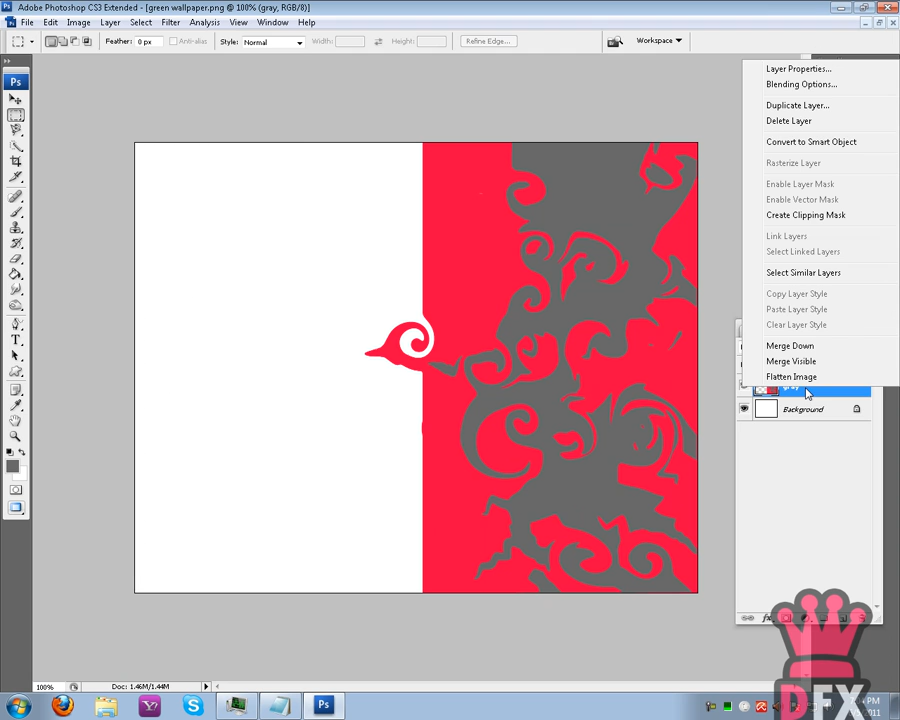 Adobe Photoshop CS3 Extended - [green wallpaper.png @ 100% (gray, RGB/8)]
File Edit Image Layer Select Filter Analysis View Window Help
Feather: 0 px Anti-alias Style: Normal Width: Height: Refine Edge... Workspace
Ps
Layer Properties...
Blending Options...
Duplicate Layer...
Delete Layer
Convert to Smart Object
Rasterize Layer
Enable Layer Mask
Enable Vector Mask
Create Clipping Mask
Link Layers
Select Linked Layers
Select Similar Layers
Copy Layer Style
Paste Layer Style
Clear Layer Style
Merge Down
Merge Visible
Flatten Image
Background
100% Doc: 1.46M/1.44M
DFX